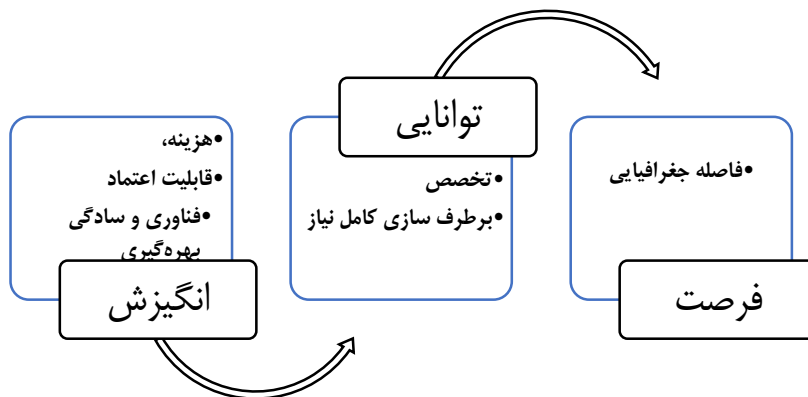 هزینه،
قابلیت اعتماد
فناوری و سادگی
بهره‌گیری
انگیزش
توانایی
تخصص
برطرف سازی کامل نیاز
فاصله جغرافیایی
فرصت